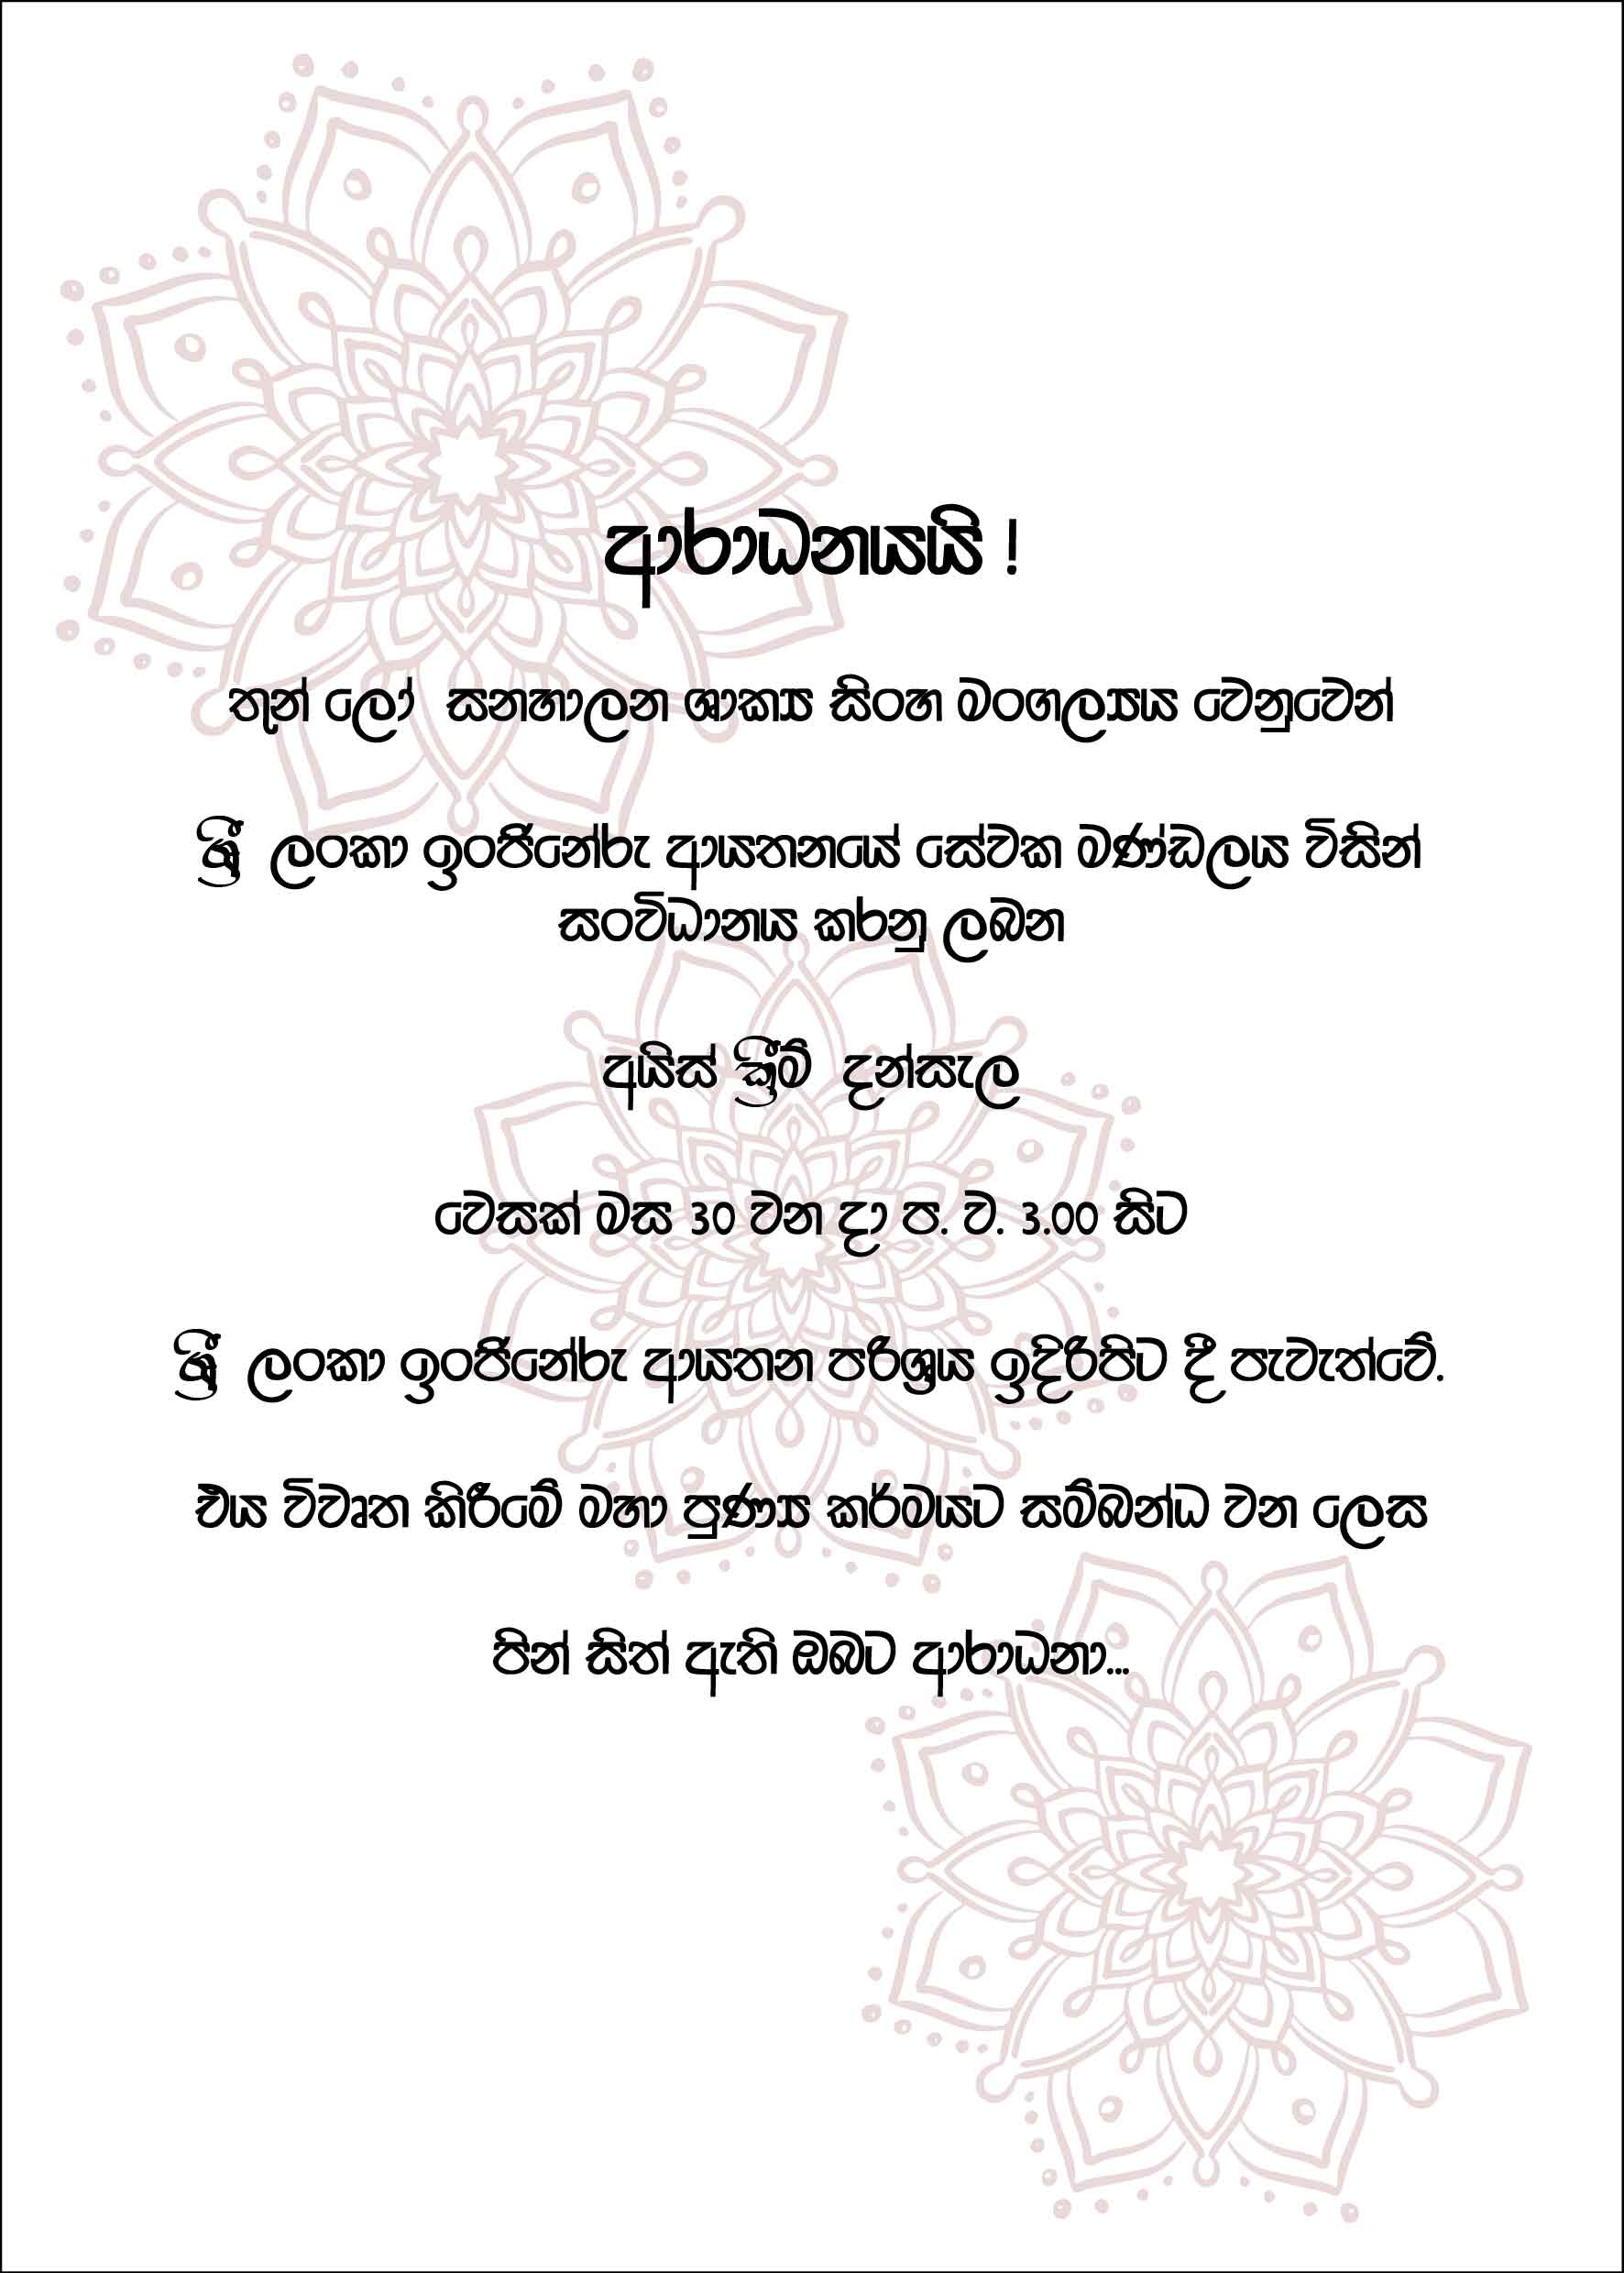 ආරාධනයයි !
තුන් ලෝ සනහාලන ශාක්‍ය සිංහ මංගල්‍යය වෙනුවෙන්
ශ්‍රී ලංකා ඉංජිනේරු ආයතනයේ සේවක මණ්ඩලය විසින්
සංවිධානය කරනු ලබන
අයිස් ක්‍රීම් දන්සැල
වෙසක් මස 30 වන දා ප. ව. 3.00 සිට
ශ්‍රී ලංකා ඉංජිනේරු ආයතන පරිශ්‍රය ඉදිරිපිට දී පැවැත්වේ.
එය විවෘත කිරීමේ මහා පුණ්‍ය කර්මයට සම්බන්ධ වන ලෙස
පින් සිත් ඇති ඔබට ආරාධනා...